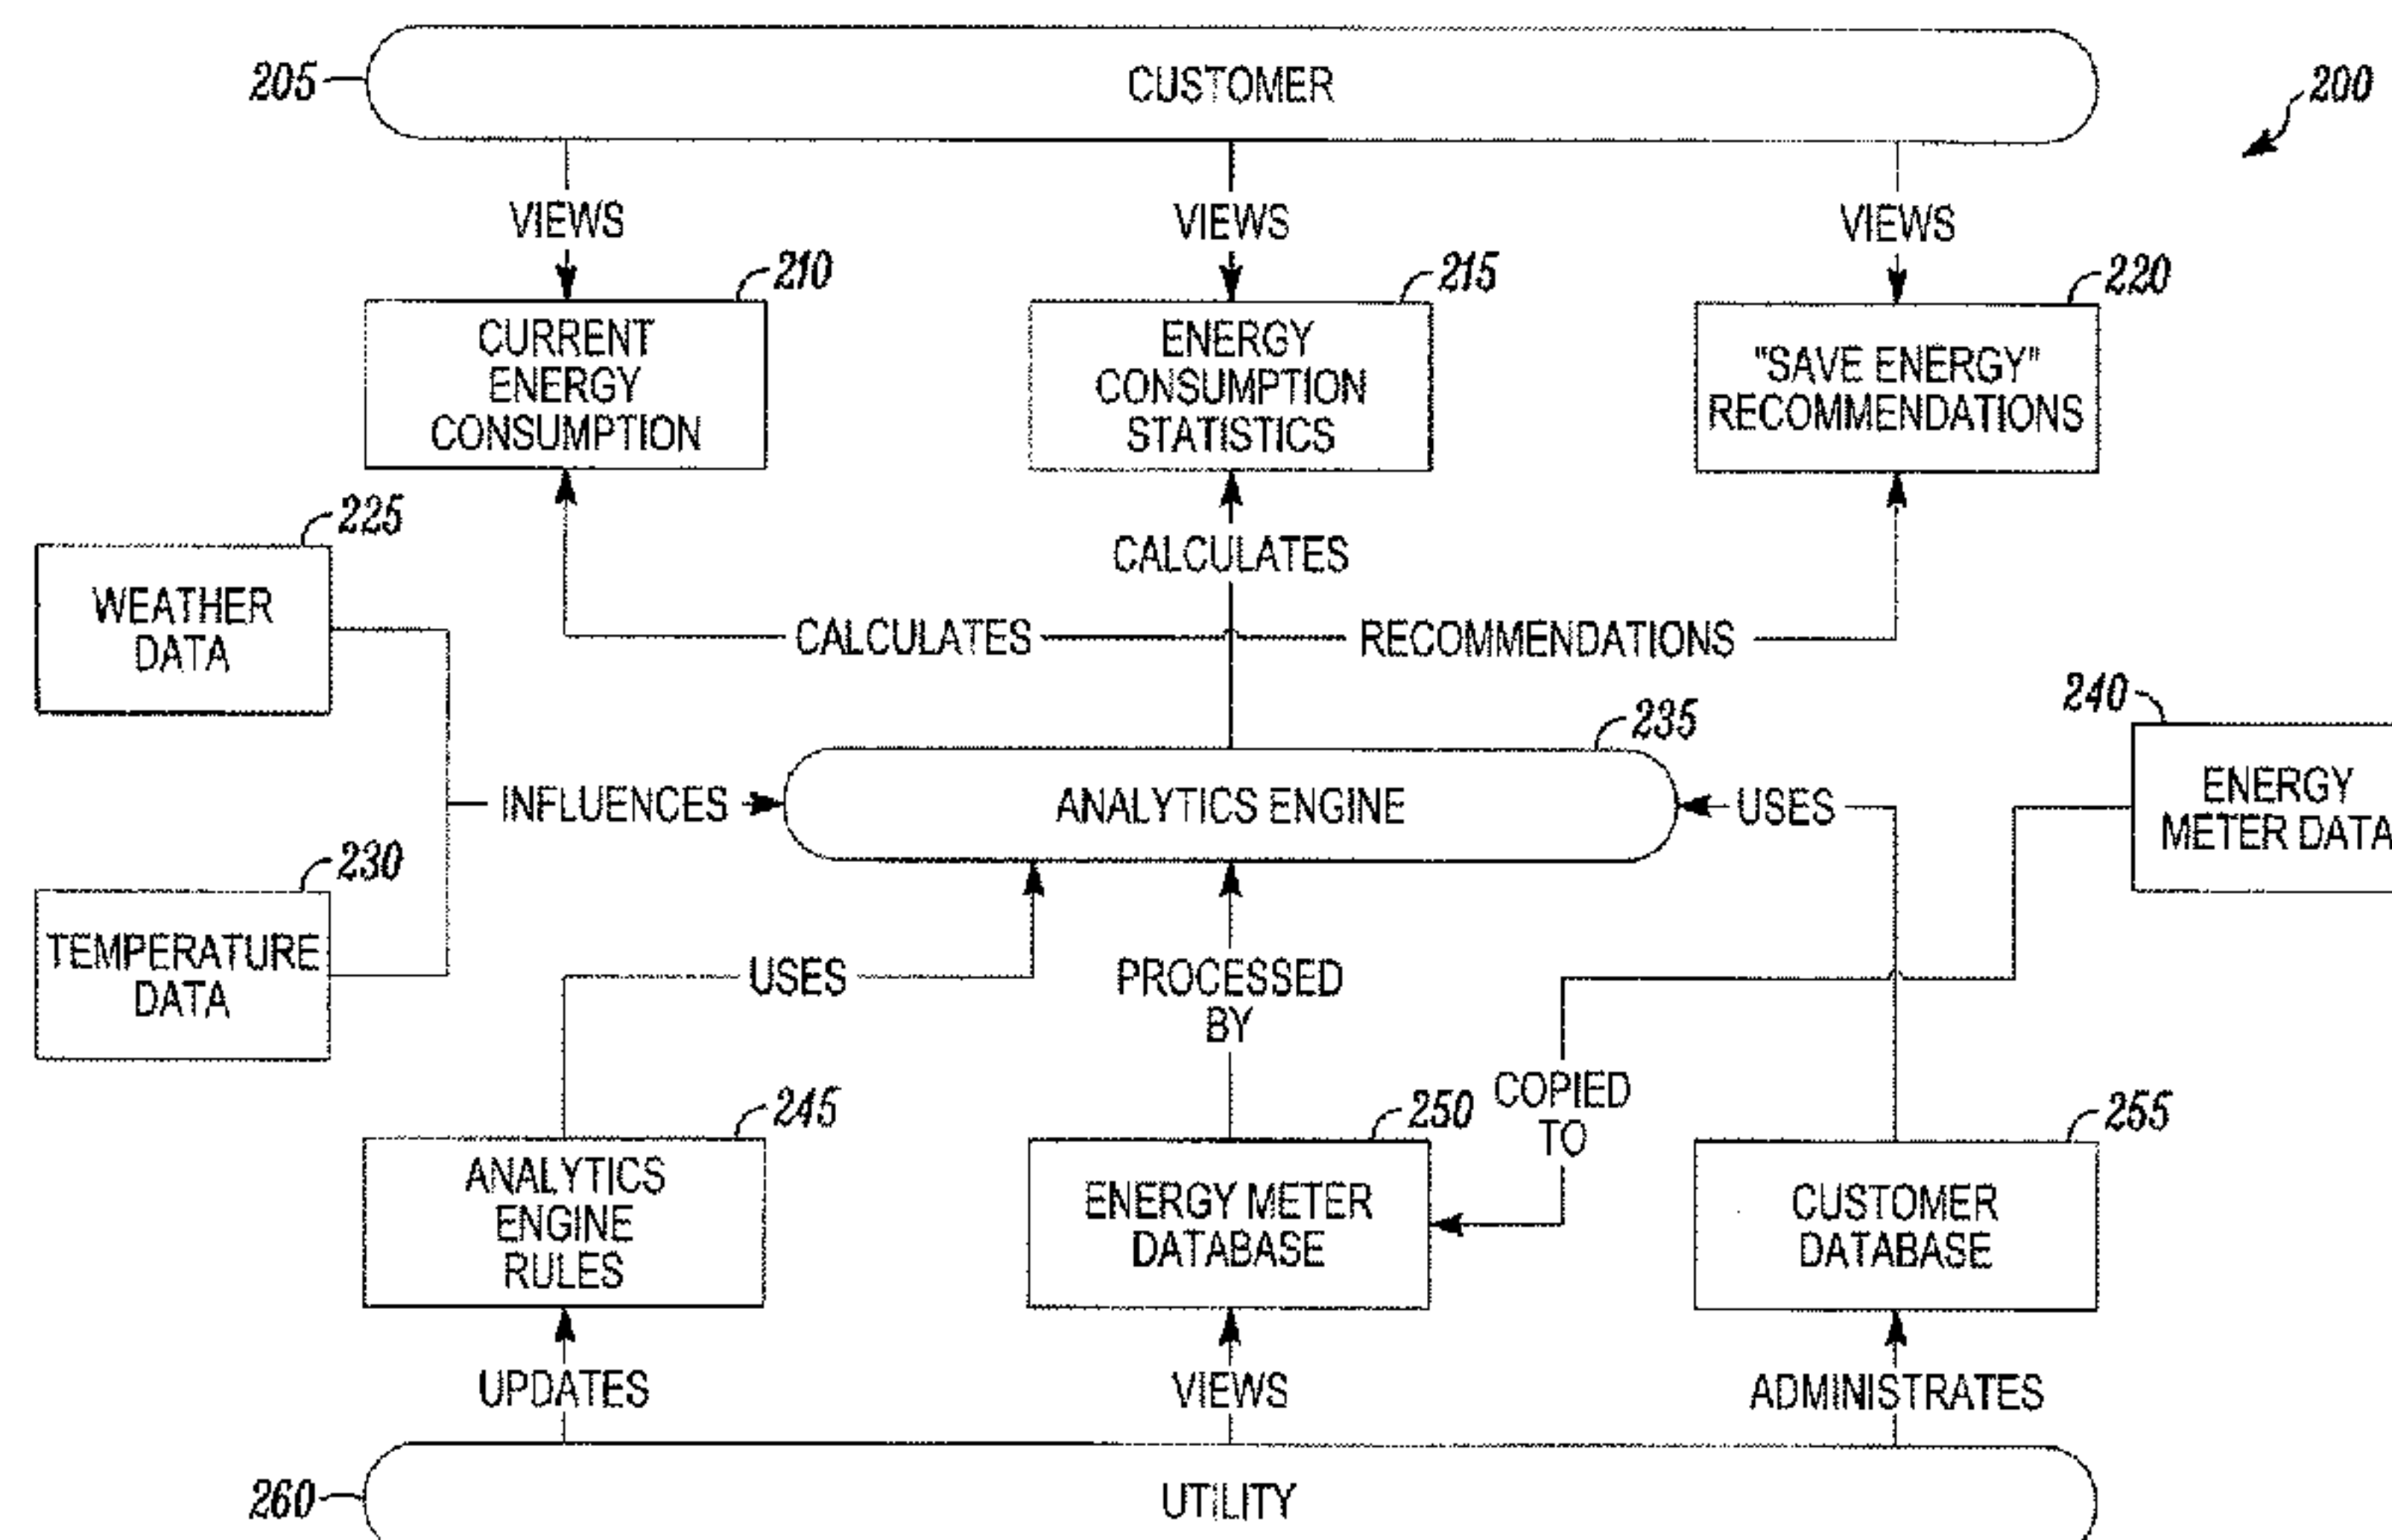 205
CUSTOMER
200
VIEWS
VIEWS
VIEWS
210
215
220
CURRENT
ENERGY
CONSUMPTION
ENERGY
CONSUMPTION
STATISTICS
"SAVE ENERGY"
RECOMMENDATIONS
225
WEATHER
DATA
CALCULATES
CALCULATES
RECOMMENDATIONS
235
240
INFLUENCES
ANALYTICS ENGINE
USES
ENERGY
METER DATA
230
TEMPERATURE
DATA
USES
PROCESSED
BY
COPIED
TO
245
250
255
ANALYTICS
ENGINE
RULES
ENERGY METER
DATABASE
CUSTOMER
DATABASE
UPDATES
VIEWS
ADMINISTRATES
260
UTILITY